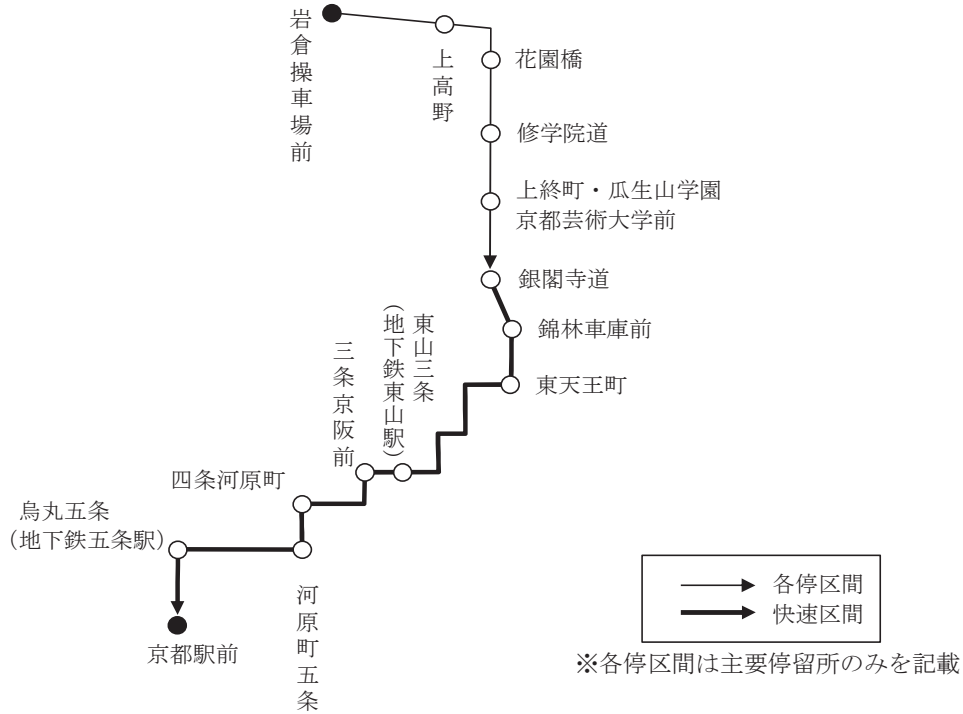 岩倉操車場前
上高野
花園橋
修学院道
上終町・瓜生山学園
京都芸術大学前
銀閣寺道
錦林車庫前
東天王町
東山三条
(地下鉄東山駅)
三条京阪前
四条河原町
河原町五条
烏丸五条
(地下鉄五条駅)
京都駅前
各停区間
快速区間
※各停区間は主要停留所のみを記載